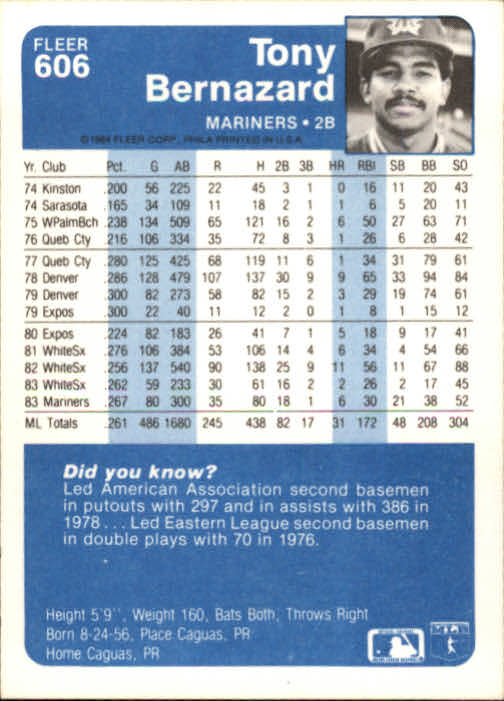 FLEER
606
Tony
Bernazard
MARINERS • 2B
© 1984 FLEER CORP., PHILA PRINTED IN U.S.A.
Yr. Club Pct. G AB R H 2B 3B HR RBI SB BB SO
74 Kinston .200 56 225 22 45 3 1 0 16 11 20 43
74 Sarasota .165 34 109 11 18 2 1 1 6 5 20 11
75 WPalmBch .238 134 509 65 121 16 2 6 50 27 63 71
76 Queb Cty .216 106 334 35 72 8 3 1 26 6 28 42
77 Queb Cty .280 125 425 68 119 11 6 1 34 31 79 61
78 Denver .286 128 479 107 137 30 9 9 65 33 94 84
79 Denver .300 82 273 58 82 15 2 3 29 19 74 61
79 Expos .300 22 40 11 12 2 0 1 8 1 15 12
80 Expos .224 82 183 26 41 7 1 5 18 9 17 41
81 WhiteSx .276 106 384 53 106 14 4 6 34 4 54 66
82 WhiteSx .256 137 540 90 138 25 9 11 56 11 67 88
83 WhiteSx .262 59 233 30 61 16 2 2 26 2 17 45
83 Mariners .267 80 300 35 80 18 1 6 30 21 38 52
ML Totals .261 486 1680 245 438 82 17 31 172 48 208 304
Did you know?
Led American Association second basemen
in putouts with 297 and in assists with 386 in
1978 . . . Led Eastern League second basemen
in double plays with 70 in 1976.
Height 5'9'', Weight 160, Bats Both, Throws Right
Born 8-24-56, Place Caguas, PR
Home Caguas, PR